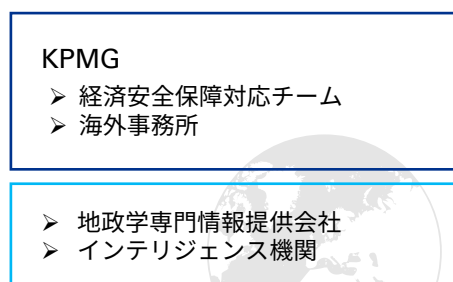 KPMG
➢ 経済安全保障対応チーム
➢ 海外事務所
➢ 地政学専門情報提供会社
➢ インテリジェンス機関